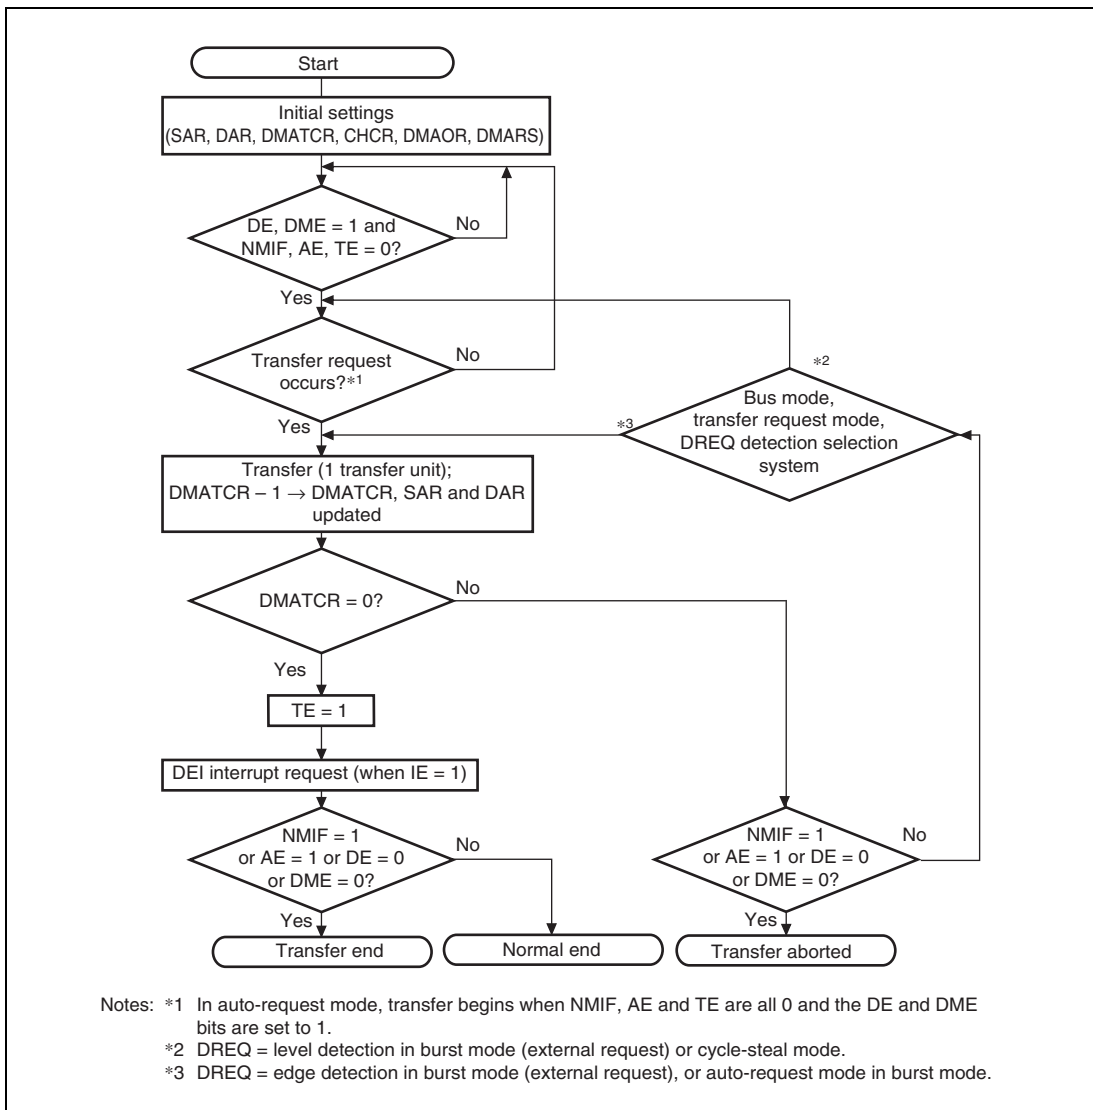 Start
Initial settings
(SAR, DAR, DMATCR, CHCR, DMAOR, DMARS)
DE, DME = 1 and
NMIF, AE, TE = 0?
No
Yes
Transfer request
occurs?*1
No
Yes
*2
Bus mode,
transfer request mode,
DREQ detection selection
system
*3
Transfer (1 transfer unit);
DMATCR – 1 → DMATCR, SAR and DAR
updated
DMATCR = 0?
No
Yes
TE = 1
DEI interrupt request (when IE = 1)
NMIF = 1
or AE = 1 or DE = 0
or DME = 0?
No
Yes
NMIF = 1
or AE = 1 or DE = 0
or DME = 0?
No
Yes
Transfer end
Normal end
Transfer aborted
Notes: *1 In auto-request mode, transfer begins when NMIF, AE and TE are all 0 and the DE and DME
bits are set to 1.
*2 DREQ = level detection in burst mode (external request) or cycle-steal mode.
*3 DREQ = edge detection in burst mode (external request), or auto-request mode in burst mode.